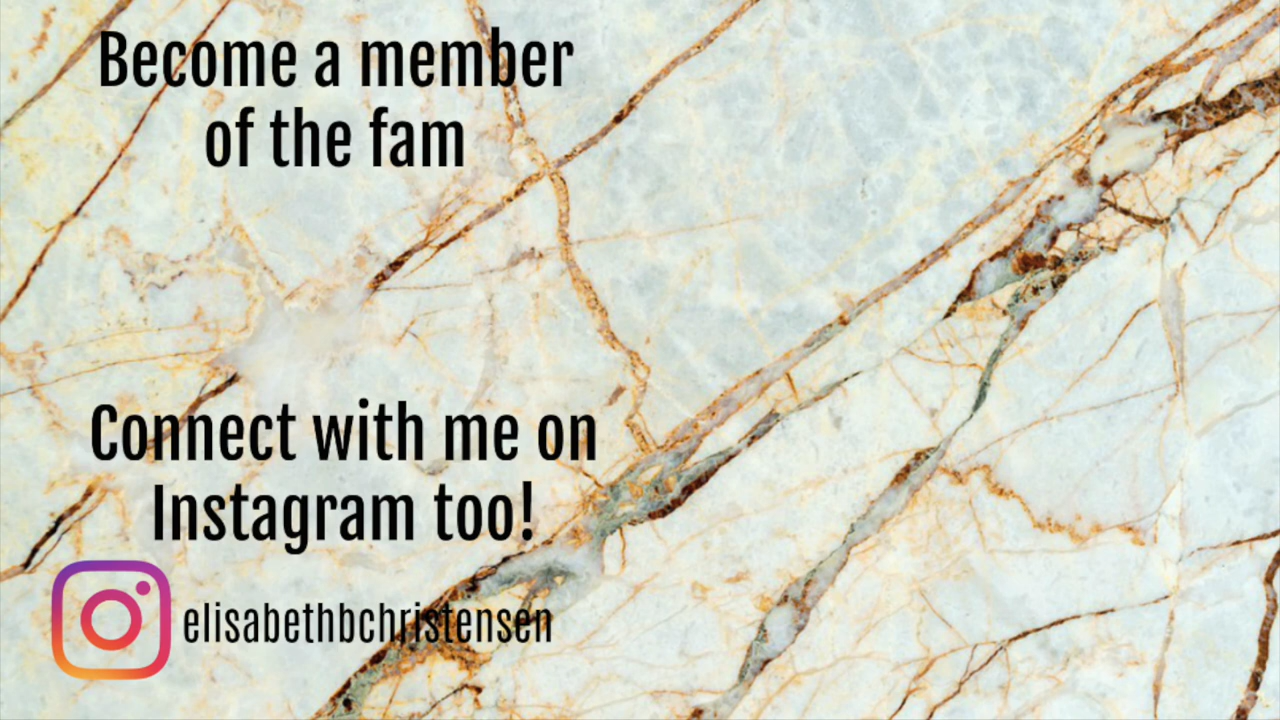 Become a member
of the fam
Connect with me on
Instagram too!
elisabethbchristensen